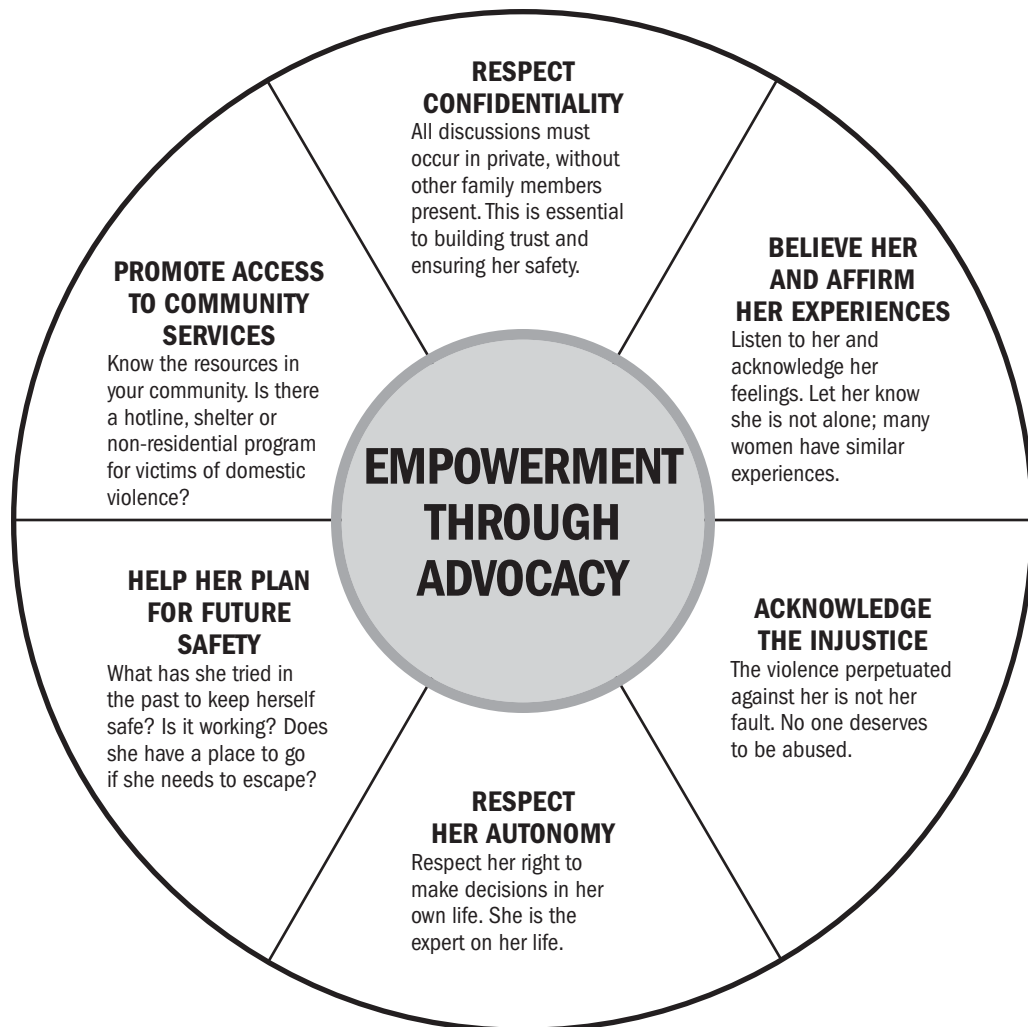 RESPECT
CONFIDENTIALITY
All discussions must
occur in private, without
other family members
present. This is essential
to building trust and
ensuring her safety.
BELIEVE HER
AND AFFIRM
HER EXPERIENCES
Listen to her and
acknowledge her
feelings. Let her know
she is not alone; many
women have similar
experiences.
ACKNOWLEDGE
THE INJUSTICE
The violence perpetuated
against her is not her
fault. No one deserves
to be abused.
RESPECT
HER AUTONOMY
Respect her right to
make decisions in her
own life. She is the
expert on her life.
HELP HER PLAN
FOR FUTURE
SAFETY
What has she tried in
the past to keep herself
safe? Is it working? Does
she have a place to go
if she needs to escape?
PROMOTE ACCESS
TO COMMUNITY
SERVICES
Know the resources in
your community. Is there
a hotline, shelter or
non-residential program
for victims of domestic
violence?
EMPOWERMENT
THROUGH
ADVOCACY